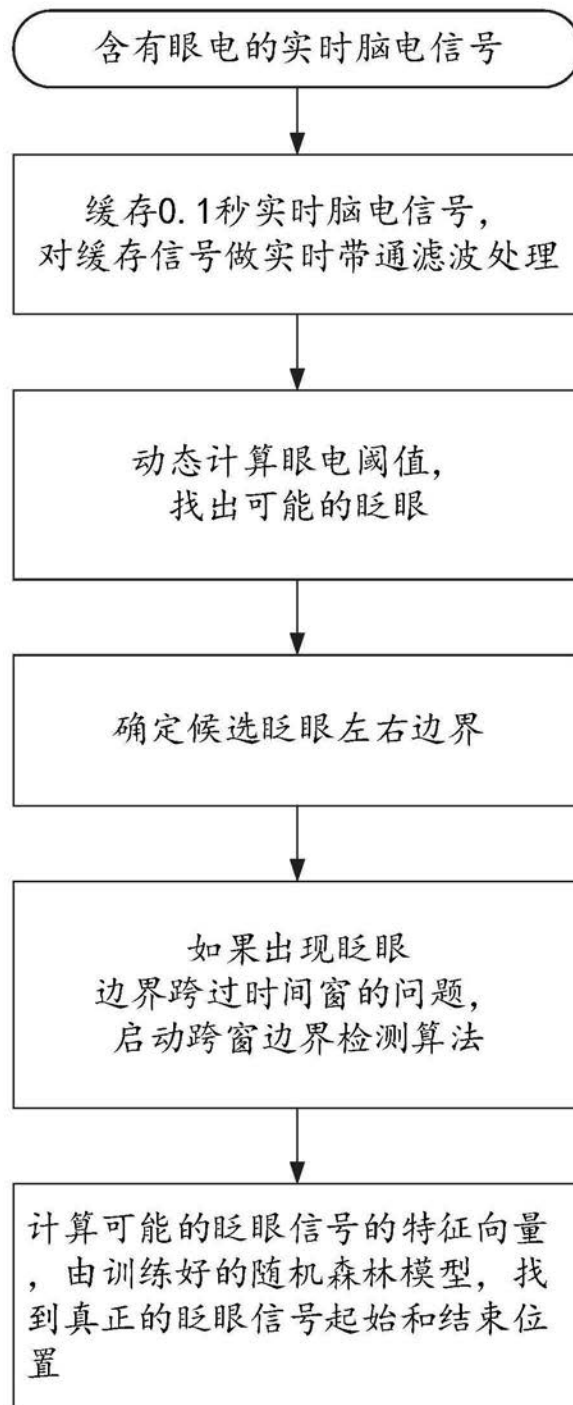 含有眼电的实时脑电信号
缓存0.1秒实时脑电信号，
对缓存信号做实时带通滤波处理
动态计算眼电阈值，
找出可能的眨眼
确定候选眨眼左右边界
如果出现眨眼
边界跨过时间窗的问题，
启动跨窗边界检测算法
计算可能的眨眼信号的特征向量
，由训练好的随机森林模型，找
到真正的眨眼信号起始和结束位
置